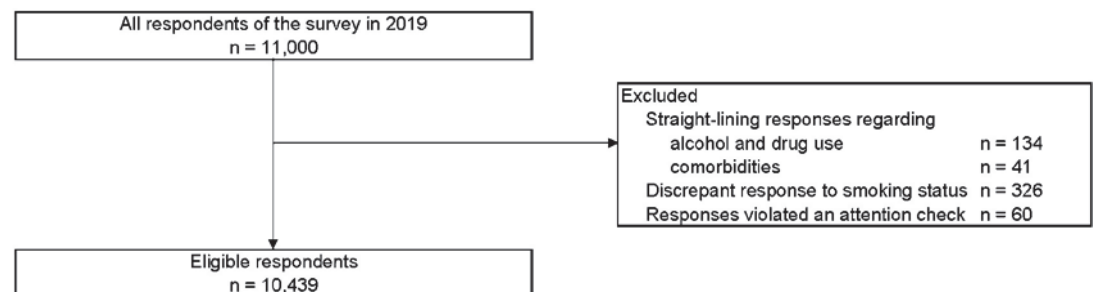 All respondents of the survey in 2019
n = 11,000
Excluded
Straight-lining responses regarding
alcohol and drug use n = 134
comorbidities n = 41
Discrepant response to smoking status n = 326
Responses violated an attention check n = 60
Eligible respondents
n = 10,439